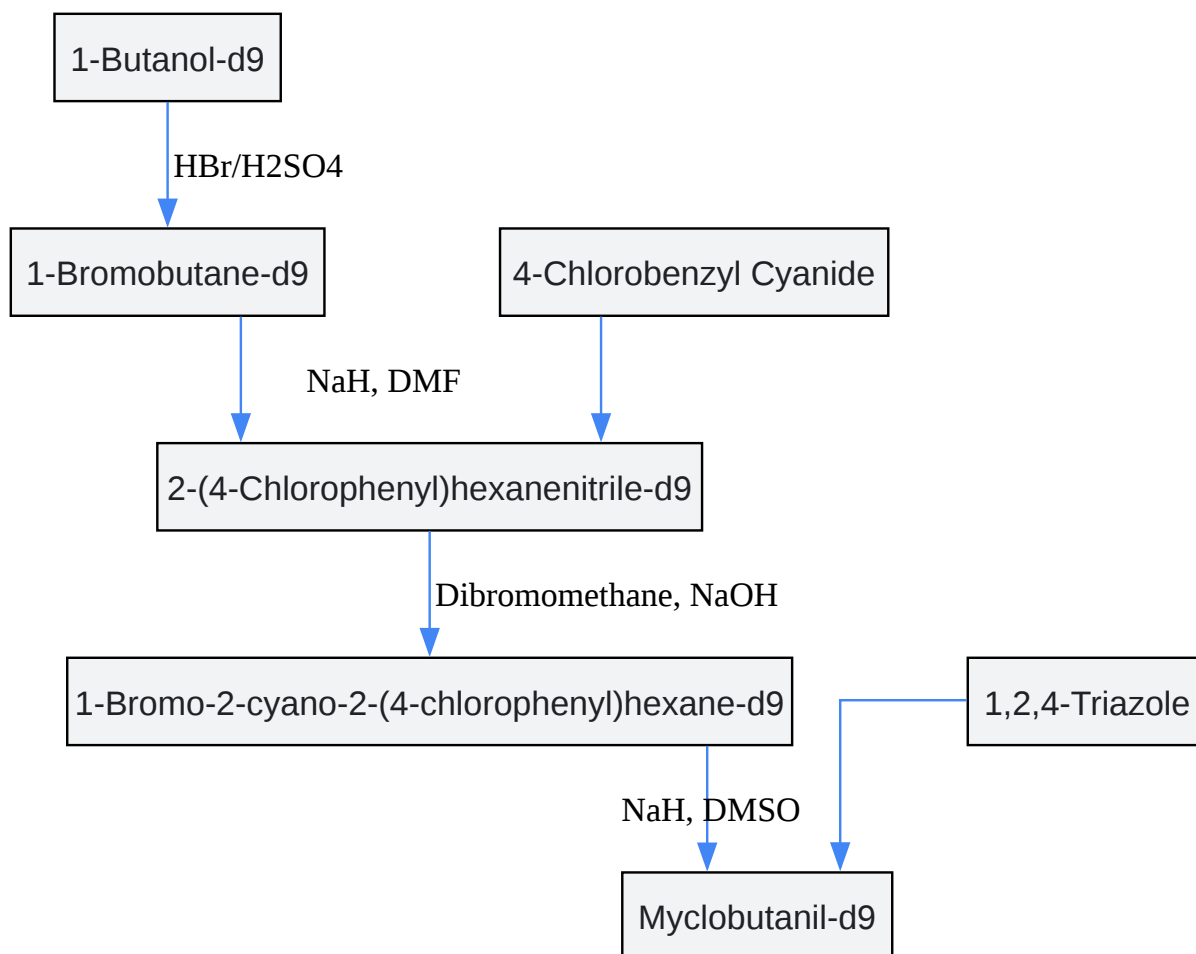 1-Butanol-d9
HBr/H2SO4
1-Bromobutane-d9
4-Chlorobenzyl Cyanide
NaH, DMF
2-(4-Chlorophenyl)hexanenitrile-d9
Dibromomethane, NaOH
1-Bromo-2-cyano-2-(4-chlorophenyl)hexane-d9
1,2,4-Triazole
NaH, DMSO
Myclobutanil-d9